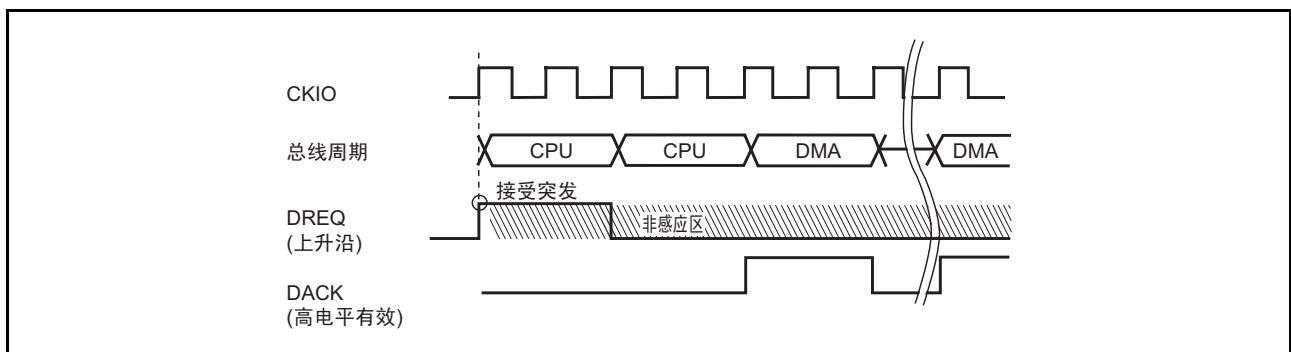 CKIO
总线周期 CPU CPU DMA DMA
接受突发
DREQ 非感应区
(上升沿)
DACK
(高电平有效)